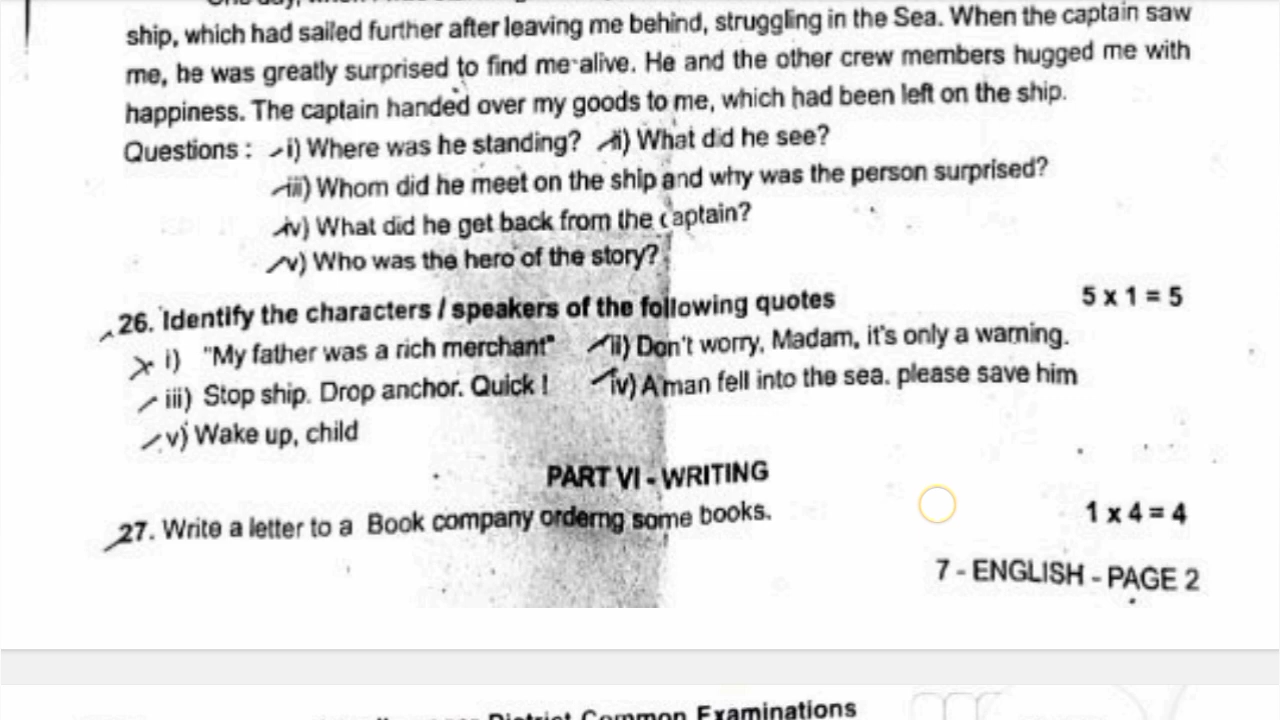 ship, which had sailed further after leaving me behind, struggling in the Sea. When the captain saw
me, he was greatly surprised to find me alive. He and the other crew members hugged me with
happiness. The captain handed over my goods to me, which had been left on the ship.
Questions : i) Where was he standing? ii) What did he see?
iii) Whom did he meet on the ship and why was the person surprised?
iv) What did he get back from the captain?
v) Who was the hero of the story?
26. Identify the characters / speakers of the following quotes 5 x 1 = 5
i) "My father was a rich merchant" ii) Don't worry, Madam, it's only a warning.
iii) Stop ship. Drop anchor. Quick ! iv) A man fell into the sea. please save him
v) Wake up, child
PART VI - WRITING
27. Write a letter to a Book company orderng some books. 1 x 4 = 4
7 - ENGLISH - PAGE 2
District Common Examinations